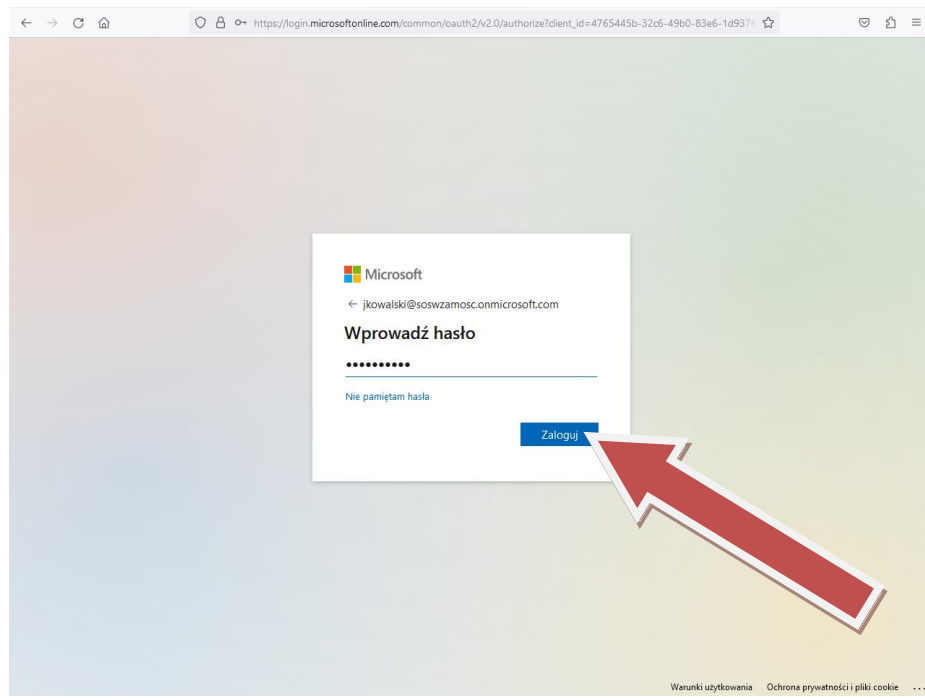 https://login.microsoftonline.com/common/oauth2/v2.0/authorize?client_id=4765445b-32c6-49b0-83e6-1d937
Microsoft
← jkowalski@soswzamosc.onmicrosoft.com
Wprowadź hasło
••••••••••
Nie pamiętam hasła
Zaloguj
Warunki użytkowania Ochrona prywatności i pliki cookie ...